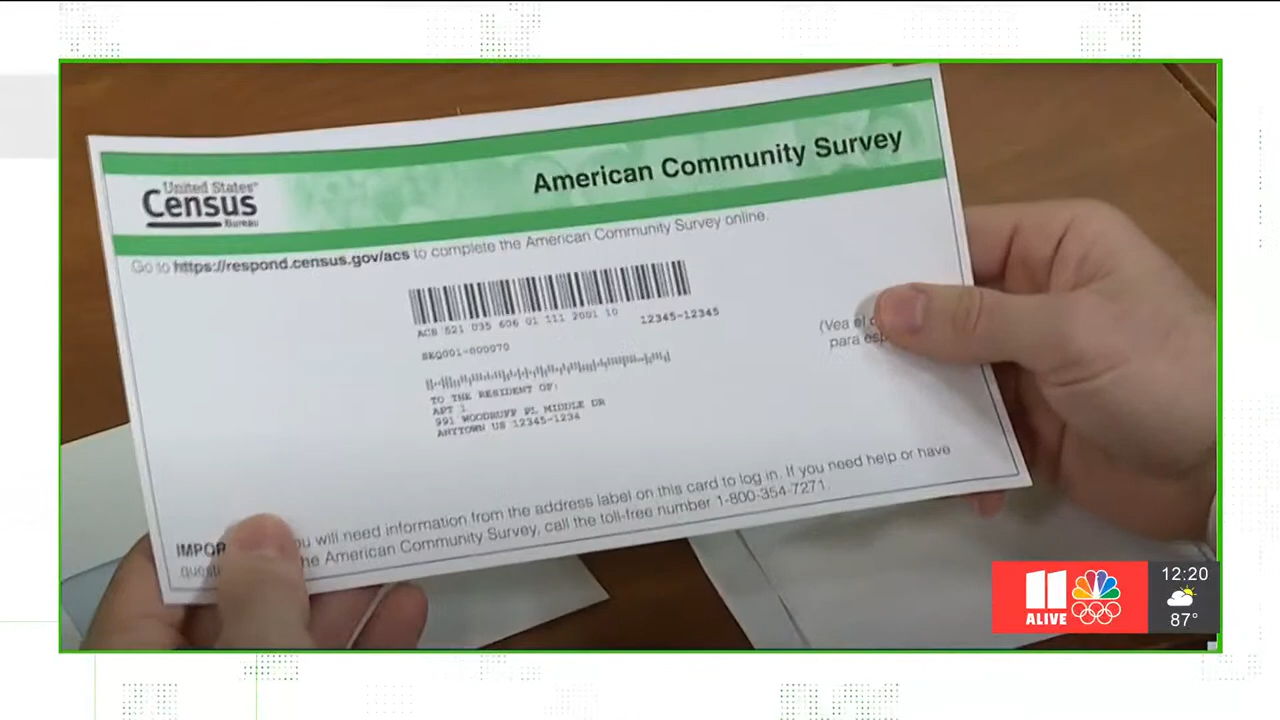 American Community Survey
United States®
Census
Bureau
Go to https://respond.census.gov/acs to complete the American Community Survey online.
ACS 521 035 606 01 111 2001 10 12345-12345
SEQ001-000070
(Vea el
para esp
TO THE RESIDENT OF:
APT 1
991 WOODRUFF PL MIDDLE DR
ANYTOWN US 12345-1234
IMPOR ou will need information from the address label on this card to log in. If you need help or have
questi he American Community Survey, call the toll-free number 1-800-354-7271.
11
ALIVE
12:20
87°